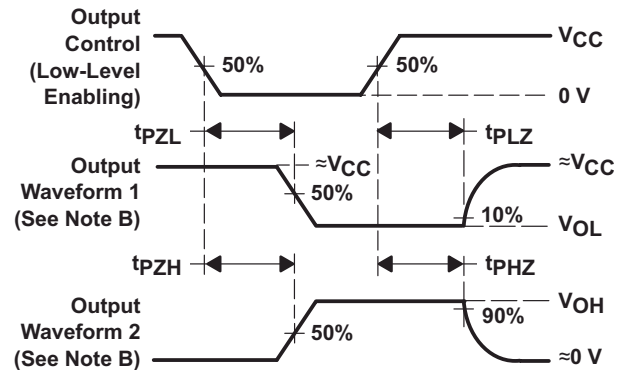 Output
Control
(Low-Level
Enabling)
50%
50%
VCC
0 V
tPZL
tPLZ
Output
Waveform 1
(See Note B)
≈VCC
50%
≈VCC
10%
VOL
tPZH
tPHZ
Output
Waveform 2
(See Note B)
50%
VOH
90%
≈0 V